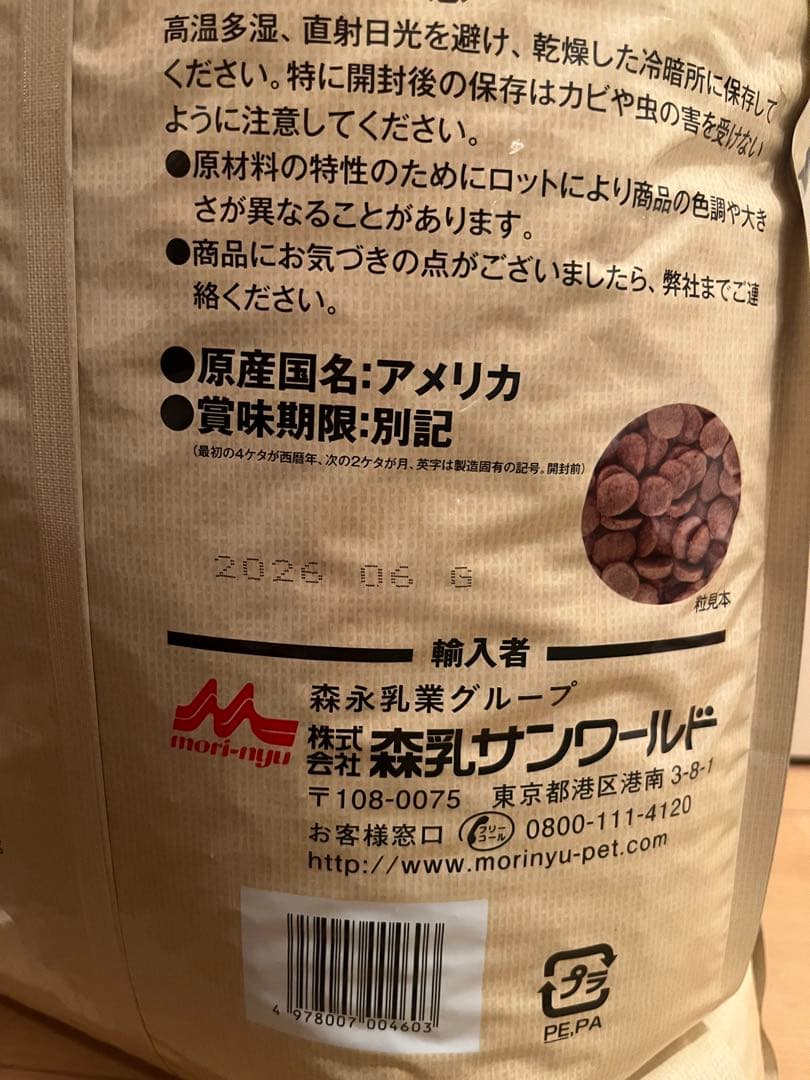 高温多湿、直射日光を避け、乾燥した冷暗所に保存して
ください。特に開封後の保存はカビや虫の害を受けない
ように注意してください。
●原材料の特性のためにロットにより商品の色調や大き
さが異なることがあります。
●商品にお気づきの点がございましたら、弊社までご連
絡ください。
●原産国名：アメリカ
●賞味期限：別記
（最初の4ケタが西暦年、次の2ケタが月、英字は製造固有の記号。開封前）
2026 06 G
粒見本
輸入者
森永乳業グループ
mori-nyu
株式会社 森乳サンワールド
〒108-0075 東京都港区港南 3-8-1
お客様窓口 フリーコール 0800-111-4120
http://www.morinyu-pet.com
4 978007 004603
プラ
PE,PA